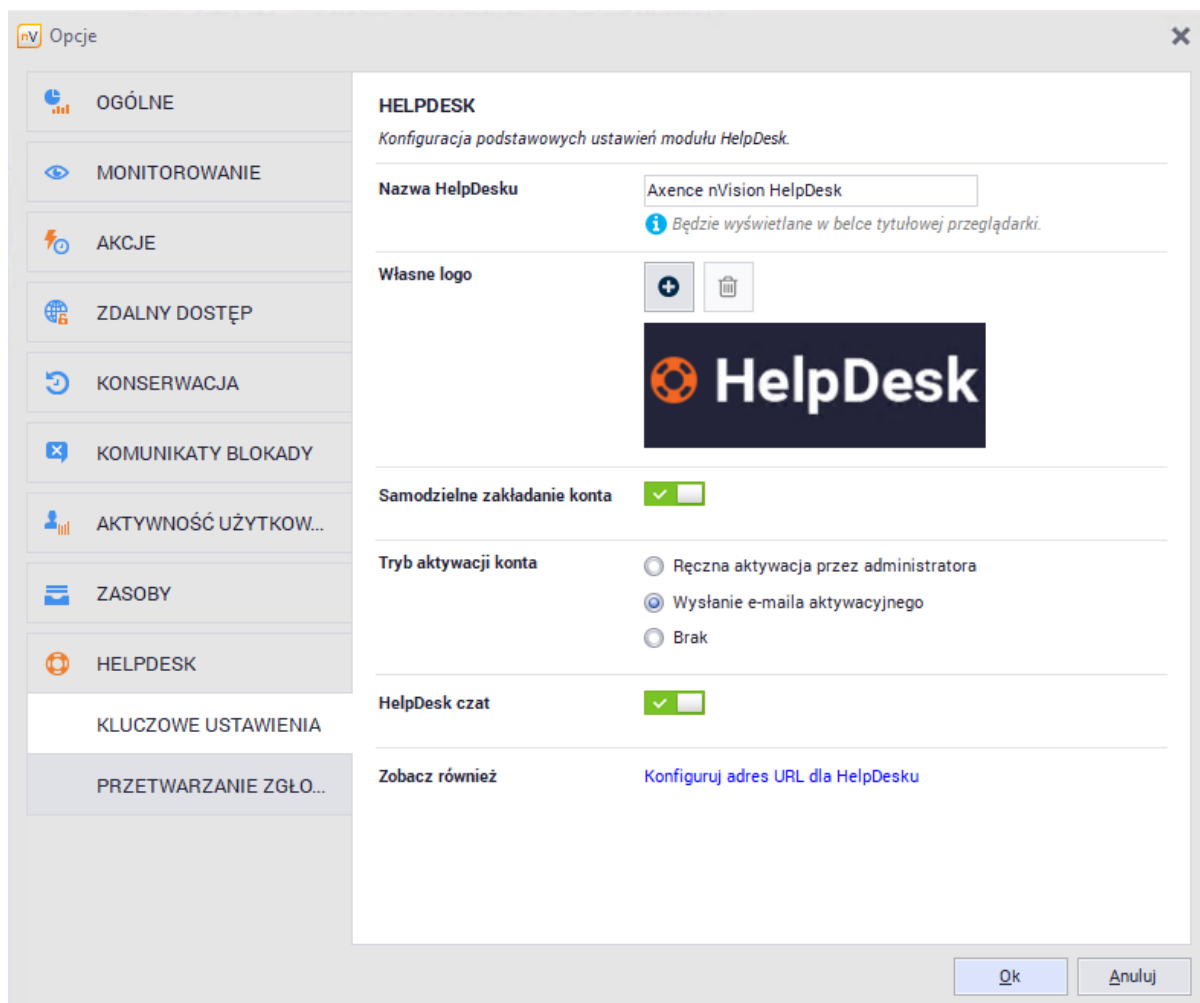 nV Opcje
OGÓLNE
MONITOROWANIE
AKCJE
ZDALNY DOSTĘP
KONSERWACJA
KOMUNIKATY BLOKADY
AKTYWNOŚĆ UŻYTKOW...
ZASOBY
HELPDESK
KLUCZOWE USTAWIENIA
PRZETWARZANIE ZGŁO...
HELPDESK
Konfiguracja podstawowych ustawień modułu HelpDesk.
Nazwa HelpDesku
Axence nVision HelpDesk
Będzie wyświetlane w belce tytułowej przeglądarki.
Własne logo
HelpDesk
Samodzielne zakładanie konta
Tryb aktywacji konta
Ręczna aktywacja przez administratora
Wysłanie e-maila aktywacyjnego
Brak
HelpDesk czat
Zobacz również
Konfiguruj adres URL dla HelpDesku
Ok
Anuluj